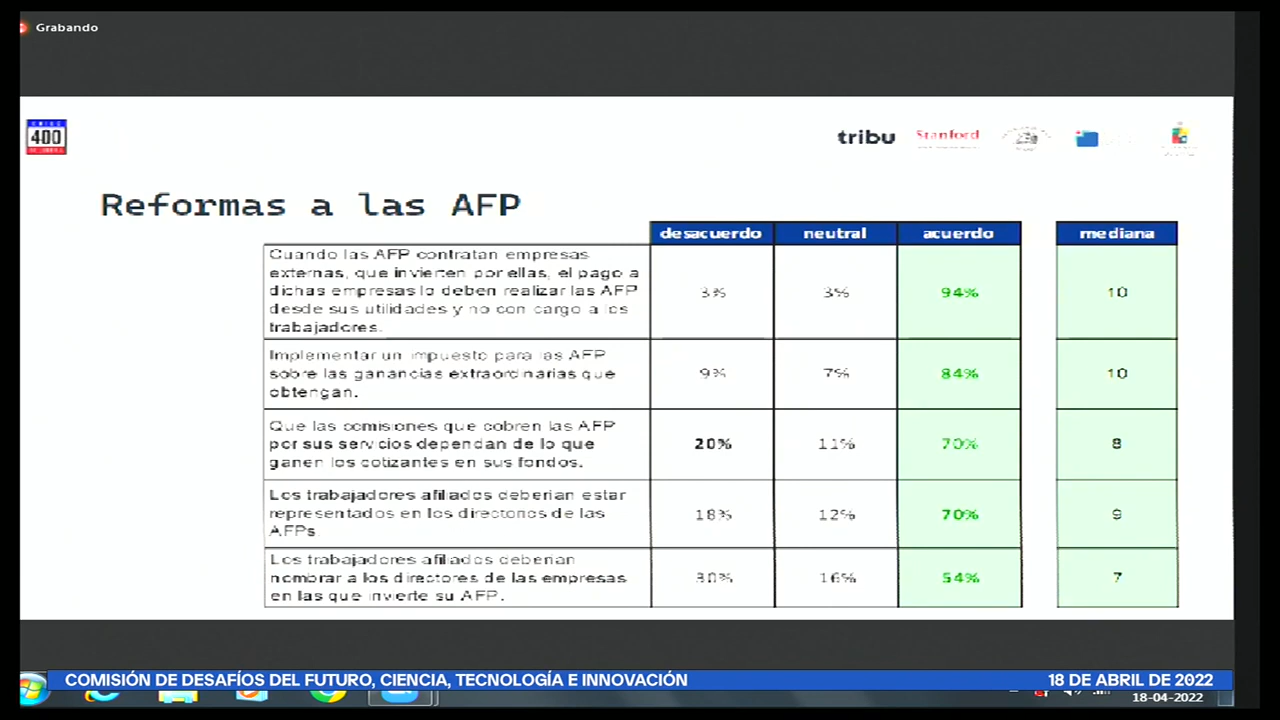 Grabando
400
tribu
Stanford
Reformas a las AFP
desacuerdo neutral acuerdo mediana
Cuando las AFP contratan empresas
externas, que invierten por ellas, el pago a
dichas empresas lo deben realizar las AFP
desde sus utilidades y no con cargo a los
trabajadores.
3% 3% 94% 10
Implementar un impuesto para las AFP
sobre las ganancias extraordinarias que
obtengan.
9% 7% 84% 10
Que las comisiones que cobren las AFP
por sus servicios dependan de lo que
ganen los cotizantes en sus fondos.
20% 11% 70% 8
Los trabajadores afiliados deberían estar
representados en los directorios de las
AFPs.
18% 12% 70% 9
Los trabajadores afiliados deberían
nombrar a los directores de las empresas
en las que invierte su AFP.
30% 16% 54% 7
COMISIÓN DE DESAFÍOS DEL FUTURO, CIENCIA, TECNOLOGÍA E INNOVACIÓN
18 DE ABRIL DE 2022
18-04-2022